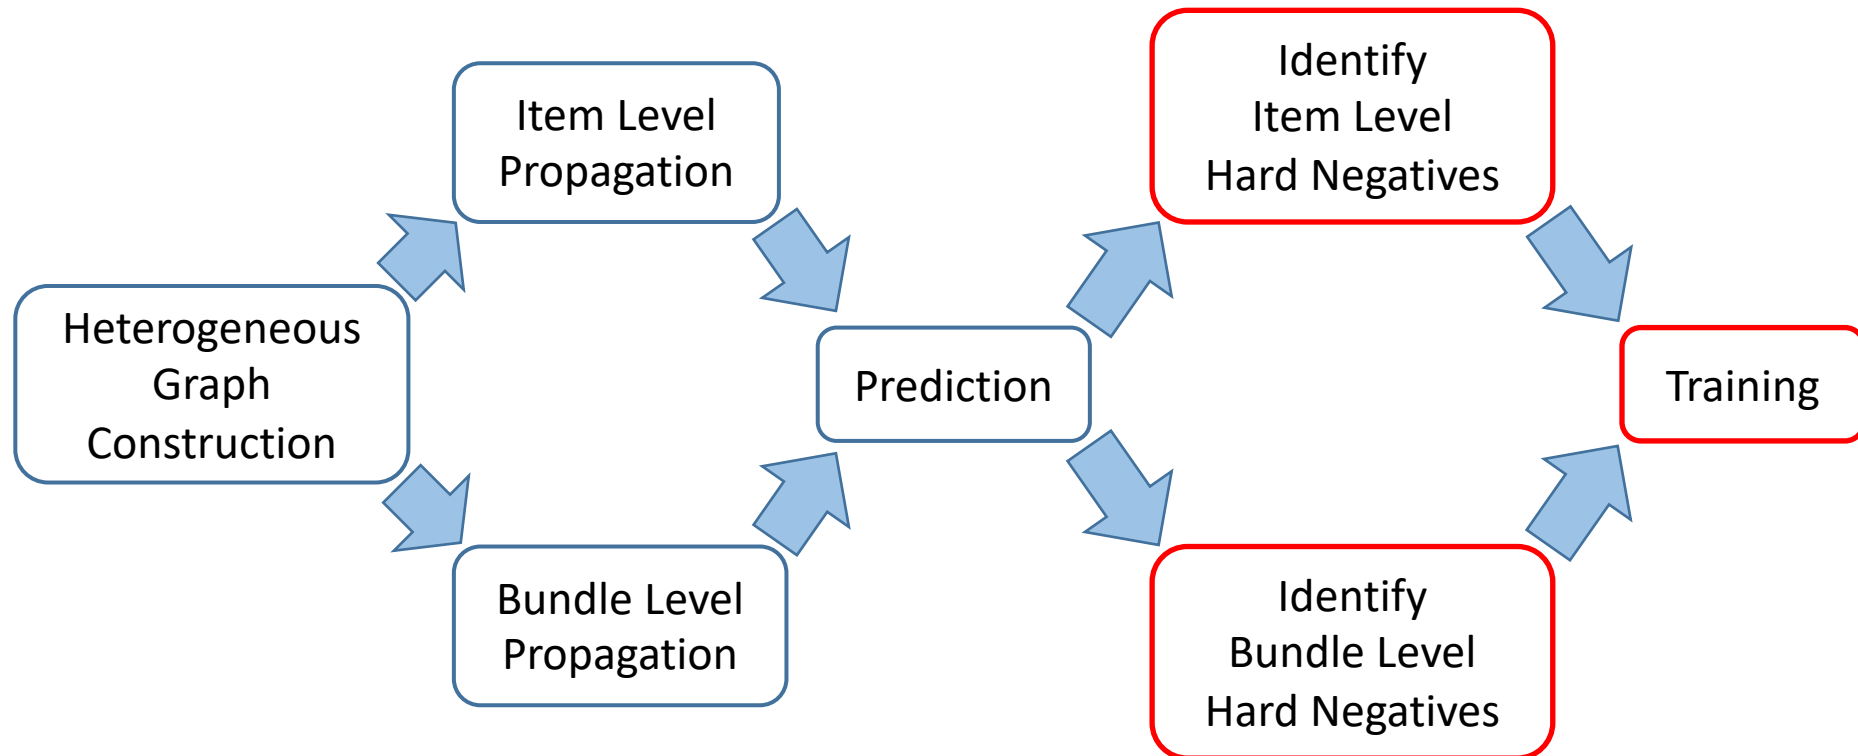 Heterogeneous
Graph
Construction
Item Level
Propagation
Bundle Level
Propagation
Prediction
Identify
Item Level
Hard Negatives
Identify
Bundle Level
Hard Negatives
Training